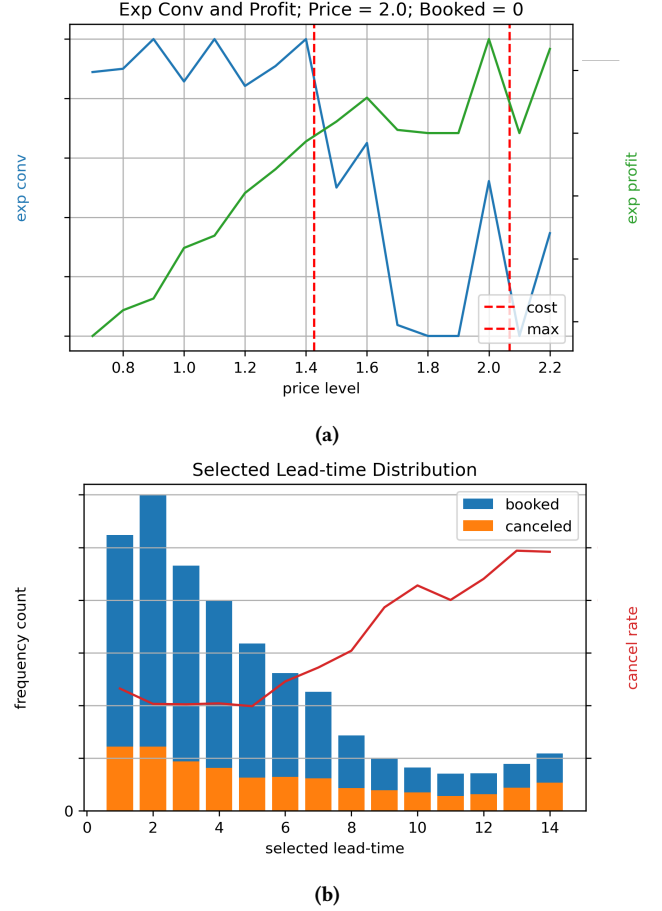 Exp Conv and Profit; Price = 2.0; Booked = 0
exp conv
exp profit
cost
max
0.8 1.0 1.2 1.4 1.6 1.8 2.0 2.2
price level
(a)
Selected Lead-time Distribution
booked
canceled
frequency count
cancel rate
0
0 2 4 6 8 10 12 14
selected lead-time
(b)